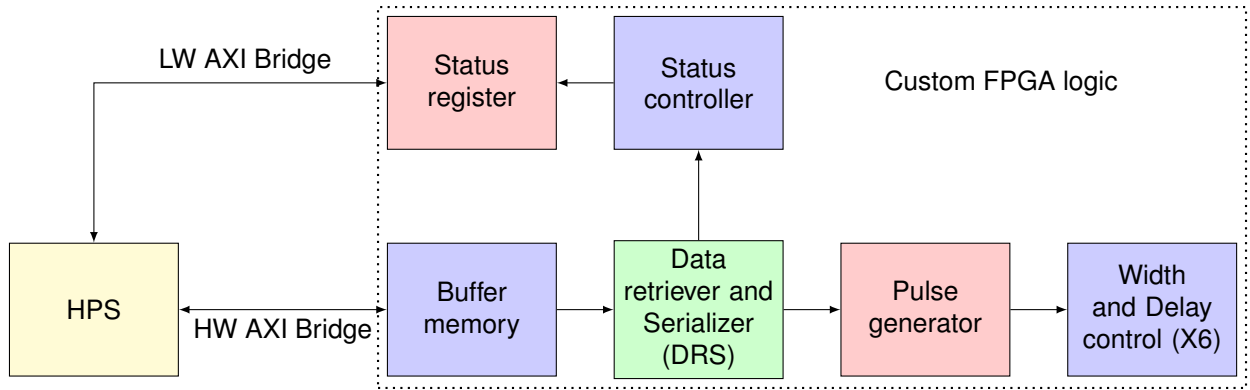 LW AXI Bridge
Status
register
Status
controller
Custom FPGA logic
HPS
HW AXI Bridge
Buffer
memory
Data
retriever and
Serializer
(DRS)
Pulse
generator
Width
and Delay
control (X6)